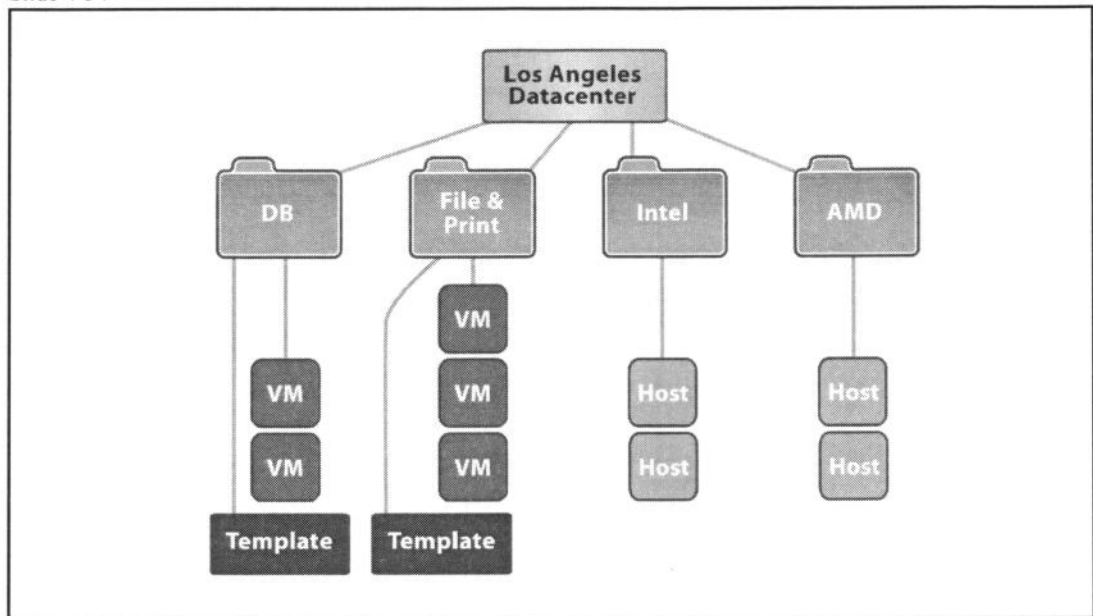 Los Angeles
Datacenter
DB
File &
Print
Intel
AMD
VM
VM
VM
VM
VM
Host
Host
Host
Host
Template
Template